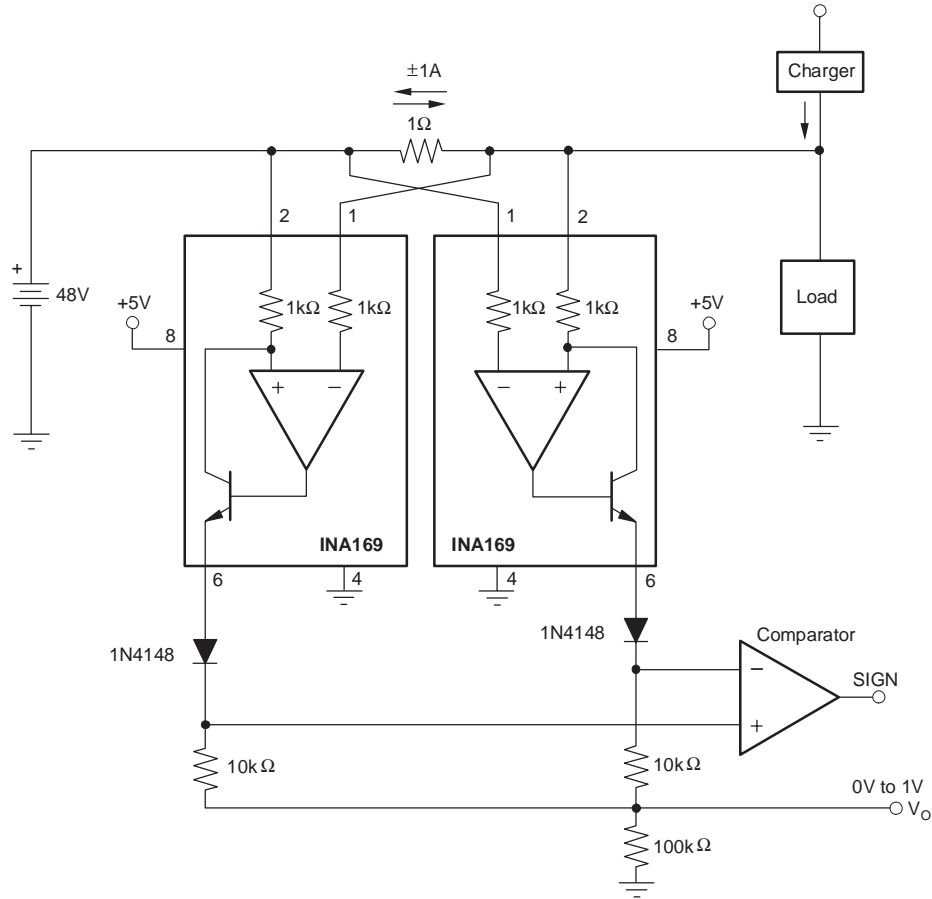 Charger
±1A
1Ω
2
1
1
2
+
48V
+5V
8
1kΩ
1kΩ
1kΩ
1kΩ
+5V
8
Load
+
−
−
+
INA169
INA169
6
4
4
6
1N4148
1N4148
Comparator
−
SIGN
+
10kΩ
10kΩ
0V to 1V
VO
100kΩ